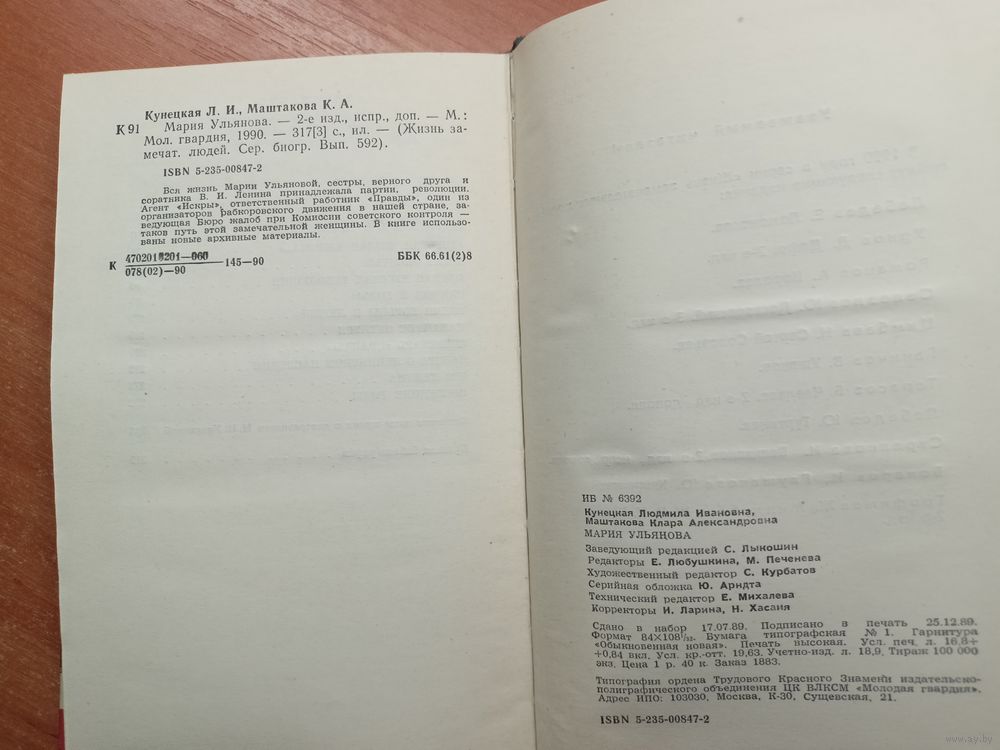 Кунецкая Л. И., Маштакова К. А.
К 91 Мария Ульянова. — 2-е изд., испр., доп. — М.:
Мол. гвардия, 1990. — 317[3] с., ил. — (Жизнь за-
мечат. людей. Сер. биогр. Вып. 592).
ISBN 5-235-00847-2
Вся жизнь Марии Ульяновой, сестры, верного друга и
соратника В. И. Ленина принадлежала партии, революции.
Агент «Искры», ответственный работник «Правды», один из
организаторов рабкоровского движения в нашей стране, за-
ведующая Бюро жалоб при Комиссии советского контроля —
таков путь этой замечательной женщины. В книге использо-
ваны новые архивные материалы.
К 4702010201—060
078(02)—90
145—90
ББК 66.61(2)8
ИБ № 6392
Кунецкая Людмила Ивановна,
Маштакова Клара Александровна
МАРИЯ УЛЬЯНОВА
Заведующий редакцией С. Лыкошин
Редакторы Е. Любушкина, М. Печенева
Художественный редактор С. Курбатов
Серийная обложка Ю. Арндта
Технический редактор Е. Михалева
Корректоры И. Ларина, Н. Хасаия
Сдано в набор 17.07.89. Подписано в печать 25.12.89.
Формат 84×108¹/₃₂. Бумага типографская № 1. Гарнитура
«Обыкновенная новая». Печать высокая. Усл. печ. л. 16,8+
+0,84 вкл. Усл. кр.-отт. 19,63. Учетно-изд. л. 18,9. Тираж 100 000
экз. Цена 1 р. 40 к. Заказ 1883.
Типография ордена Трудового Красного Знамени издательско-
полиграфического объединения ЦК ВЛКСМ «Молодая гвардия».
Адрес ИПО: 103030, Москва, К-30, Сущевская, 21.
ISBN 5-235-00847-2
www.ay.by